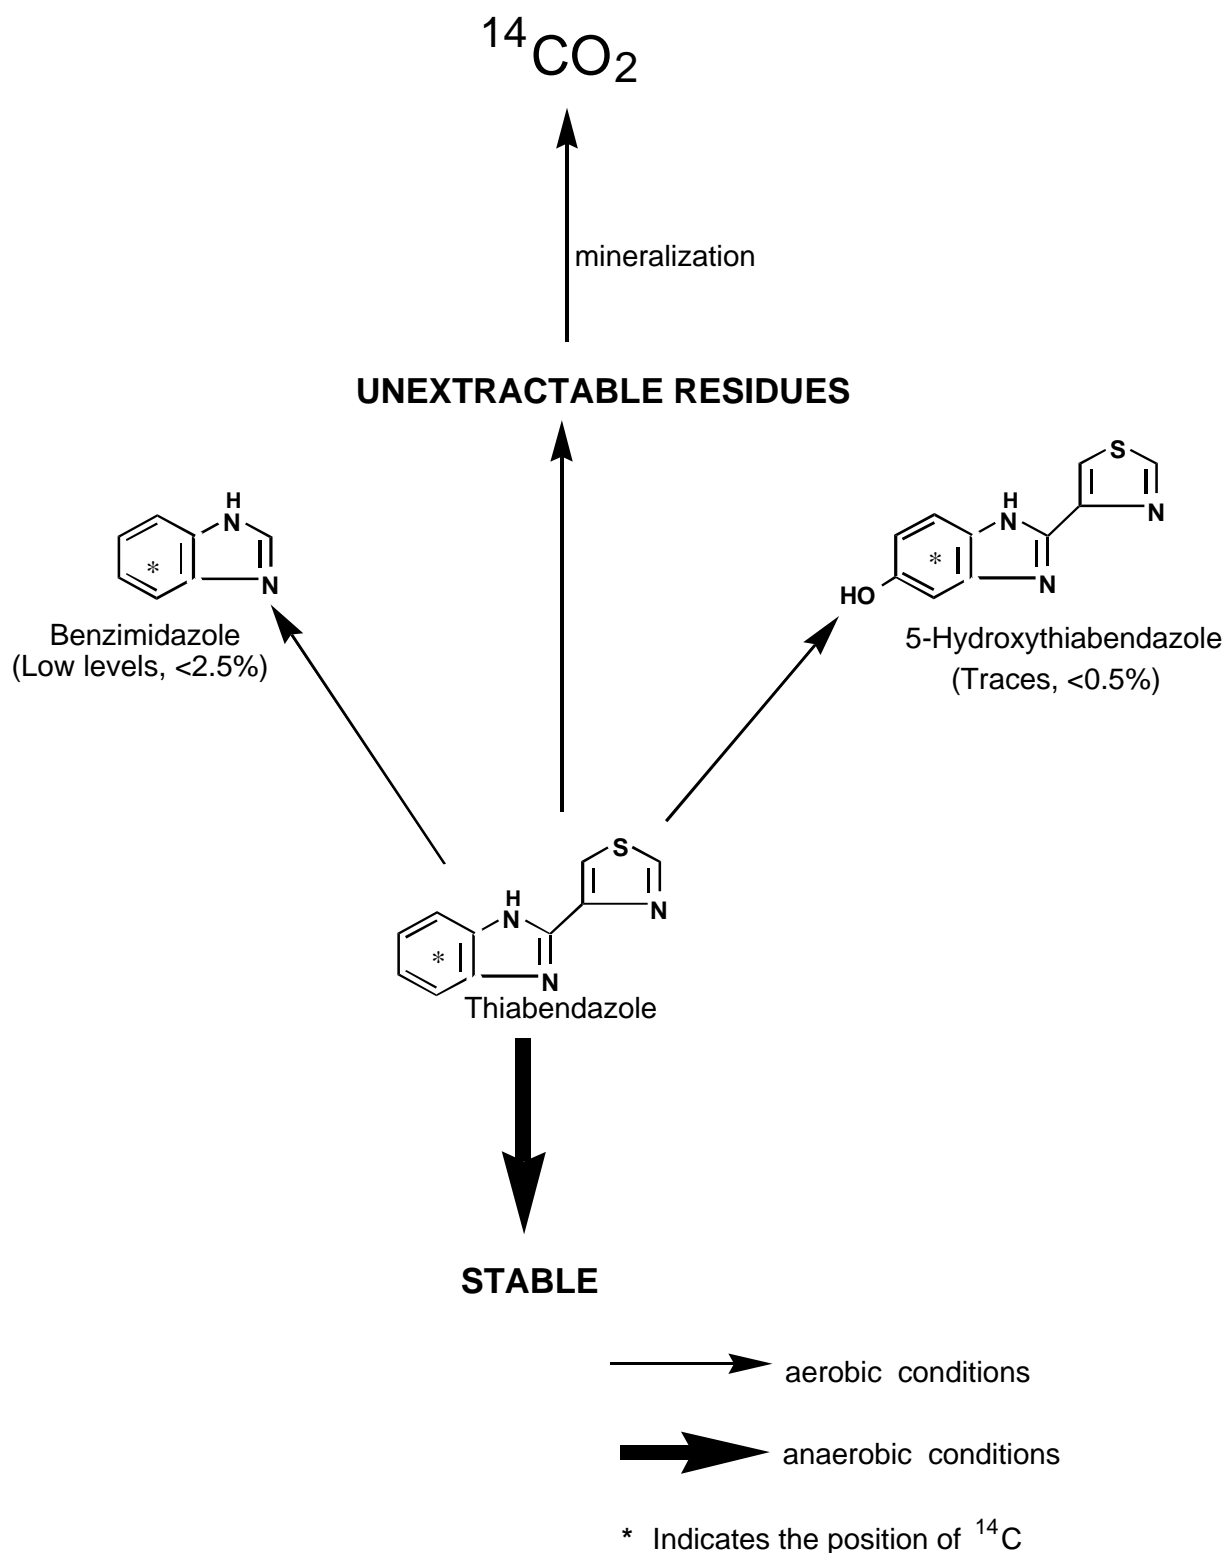 14CO2
mineralization
UNEXTRACTABLE RESIDUES
S
N
H
N
N
HO
*
H
N
N
*
Benzimidazole
(Low levels, <2.5%)
5-Hydroxythiabendazole
(Traces, <0.5%)
S
N
H
N
N
*
Thiabendazole
STABLE
aerobic conditions
anaerobic conditions
* Indicates the position of 14C